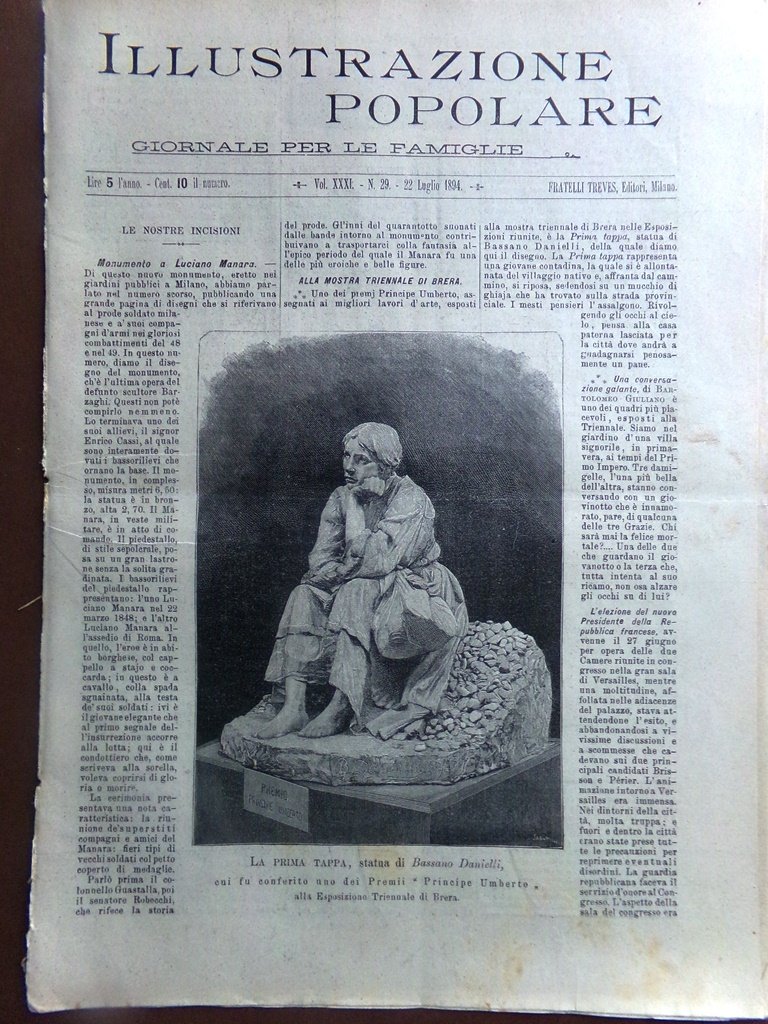 ILLUSTRAZIONE
POPOLARE
GIORNALE PER LE FAMIGLIE
Lire 5 l'anno. - Cent. 10 il numero.
Vol. XXXI. - N. 29. - 22 Luglio 1894.
FRATELLI TREVES, Editori, Milano.
LE NOSTRE INCISIONI
Monumento a Luciano Manara. —
Di questo nuovo monumento, eretto nei
giardini pubblici a Milano, abbiamo par-
lato nel numero scorso, pubblicando una
grande pagina di disegni che si riferivano
al prode soldato mila-
nese e a' suoi compa-
gni d'armi nei gloriosi
combattimenti del 48
e nel 49. In questo nu-
mero, diamo il dise-
gno del monumento,
ch'è l'ultima opera del
defunto scultore Bar-
zaghi. Questi non potè
compirlo nemmeno.
Lo terminava uno dei
suoi allievi, il signor
Enrico Cassi, al quale
sono interamente do-
vuti i bassorilievi che
ornano la base. Il mo-
numento, in comples-
so, misura metri 6,50:
la statua è in bron-
zo, alta 2,70. Il Ma-
nara, in veste milita-
re, è in atto di co-
mando. Il piedestallo,
di stile sepolcrale, po-
sa su un gran lastro-
ne senza la solita gra-
dinata. I bassorilievi
del piedestallo rap-
presentano: l'uno Lu-
ciano Manara nel 22
marzo 1848; e l'altro
Luciano Manara al-
l'assedio di Roma. In
quello, l'eroe è in abi-
to borghese, col cap-
pello a stajo e coc-
carda; in questo è a
cavallo, colla spada
sguainata, alla testa
de' suoi soldati: ivi è
il giovane elegante che
al primo segnale del-
l'insurrezione accorre
alla lotta; qui è il
condottiero che, come
scriveva alla sorella,
voleva coprirsi di glo-
ria o morire.
La cerimonia pre-
sentava una nota ca-
ratteristica: la riu-
nione de' superstiti
compagni e amici del
Manara: fieri tipi di
vecchi soldati col petto
coperto di medaglie.
Parlò prima il co-
lonnello Guastalla, poi
il senatore Robecchi,
che rifece la storia
del prode. Gl'inni del quarantotto suonati
dalle bande intorno al monumento contri-
buivano a trasportarci colla fantasia al-
l'epico periodo del quale il Manara fu una
delle più eroiche e belle figure.
ALLA MOSTRA TRIENNALE DI BRERA.
*** Uno dei premj Principe Umberto, as-
segnati ai migliori lavori d'arte, esposti
alla mostra triennale di Brera nelle Esposi-
zioni riunite, è la Prima tappa, statua di
Bassano Danielli, della quale diamo
qui il disegno. La Prima tappa rappresenta
una giovane contadina, la quale si è allonta-
nata del villaggio nativo e, affranta dal cam-
mino, si riposa, sedendosi su un mucchio di
ghiaja che ha trovato sulla strada provin-
ciale. I mesti pensieri l'assalgono. Rivol-
gendo gli occhi al cie-
lo, pensa alla casa
paterna lasciata per
la città dove andrà a
guadagnarsi penosa-
mente un pane.
*** Una conversa-
zione galante, di BAR-
TOLOMEO GIULIANO è
uno dei quadri più pia-
cevoli, esposti alla
Triennale. Siamo nel
giardino d'una villa
signorile, in prima-
vera, ai tempi del Pri-
mo Impero. Tre dami-
gelle, l'una più bella
dell'altra, stanno con-
versando con un gio-
vinotto che è innamo-
rato, pare, di qualcuna
delle tre Grazie. Chi
sarà mai la felice mor-
tale?.... Una delle due
che guardano il gio-
vanotto o la terza che,
tutta intenta al suo
ricamo, non osa alzare
gli occhi su di lui?
L'elezione del nuovo
Presidente della Re-
pubblica francese, av-
venne il 27 giugno
per opera delle due
Camere riunite in con-
gresso nella gran sala
di Versailles, mentre
una moltitudine, af-
follata nelle adiacenze
del palazzo, stava at-
tendendone l'esito, e
abbandonandosi a vi-
vissime discussioni e
a scommesse che ca-
devano sui due prin-
cipali candidati Bris-
son e Périer. L'ani-
mazione intorno a Ver-
sailles era immensa.
Nei dintorni della cit-
tà, molta truppa; e
fuori e dentro la città
erano state prese tut-
te le precauzioni per
reprimere eventuali
disordini. La guardia
repubblicana faceva il
servizio d'onore al Con-
gresso. L'aspetto della
sala del congresso era
PREMIO
PRINCIPE UMBERTO
LA PRIMA TAPPA, statua di Bassano Danielli,
cui fu conferito uno dei Premii "Principe Umberto"
alla Esposizione Triennale di Brera.